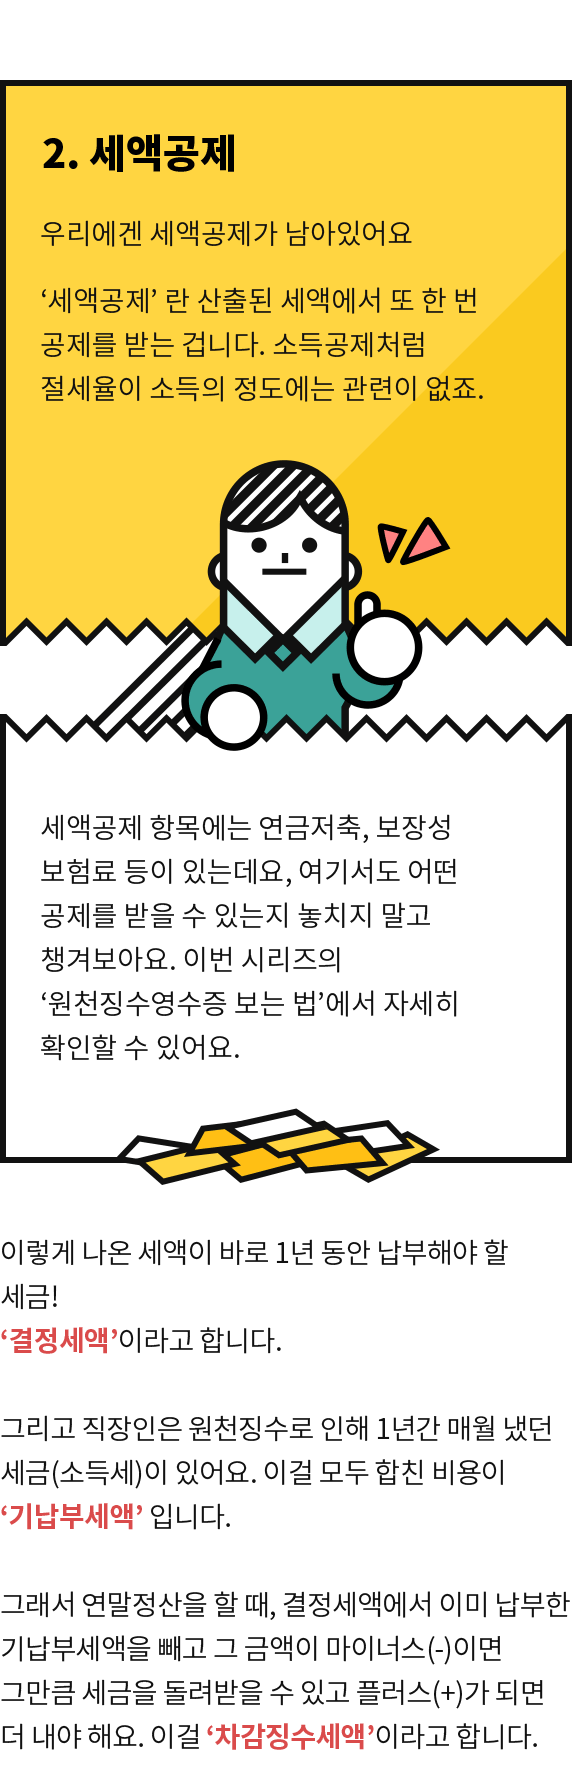 2. 세액공제
우리에겐 세액공제가 남아있어요
‘세액공제’ 란 산출된 세액에서 또 한 번
공제를 받는 겁니다. 소득공제처럼
절세율이 소득의 정도에는 관련이 없죠.
세액공제 항목에는 연금저축, 보장성
보험료 등이 있는데요, 여기서도 어떤
공제를 받을 수 있는지 놓치지 말고
챙겨보아요. 이번 시리즈의
‘원천징수영수증 보는 법’에서 자세히
확인할 수 있어요.
이렇게 나온 세액이 바로 1년 동안 납부해야 할
세금!
‘결정세액’이라고 합니다.
그리고 직장인은 원천징수로 인해 1년간 매월 냈던
세금(소득세)이 있어요. 이걸 모두 합친 비용이
‘기납부세액’ 입니다.
그래서 연말정산을 할 때, 결정세액에서 이미 납부한
기납부세액을 빼고 그 금액이 마이너스(-)이면
그만큼 세금을 돌려받을 수 있고 플러스(+)가 되면
더 내야 해요. 이걸 ‘차감징수세액’이라고 합니다.